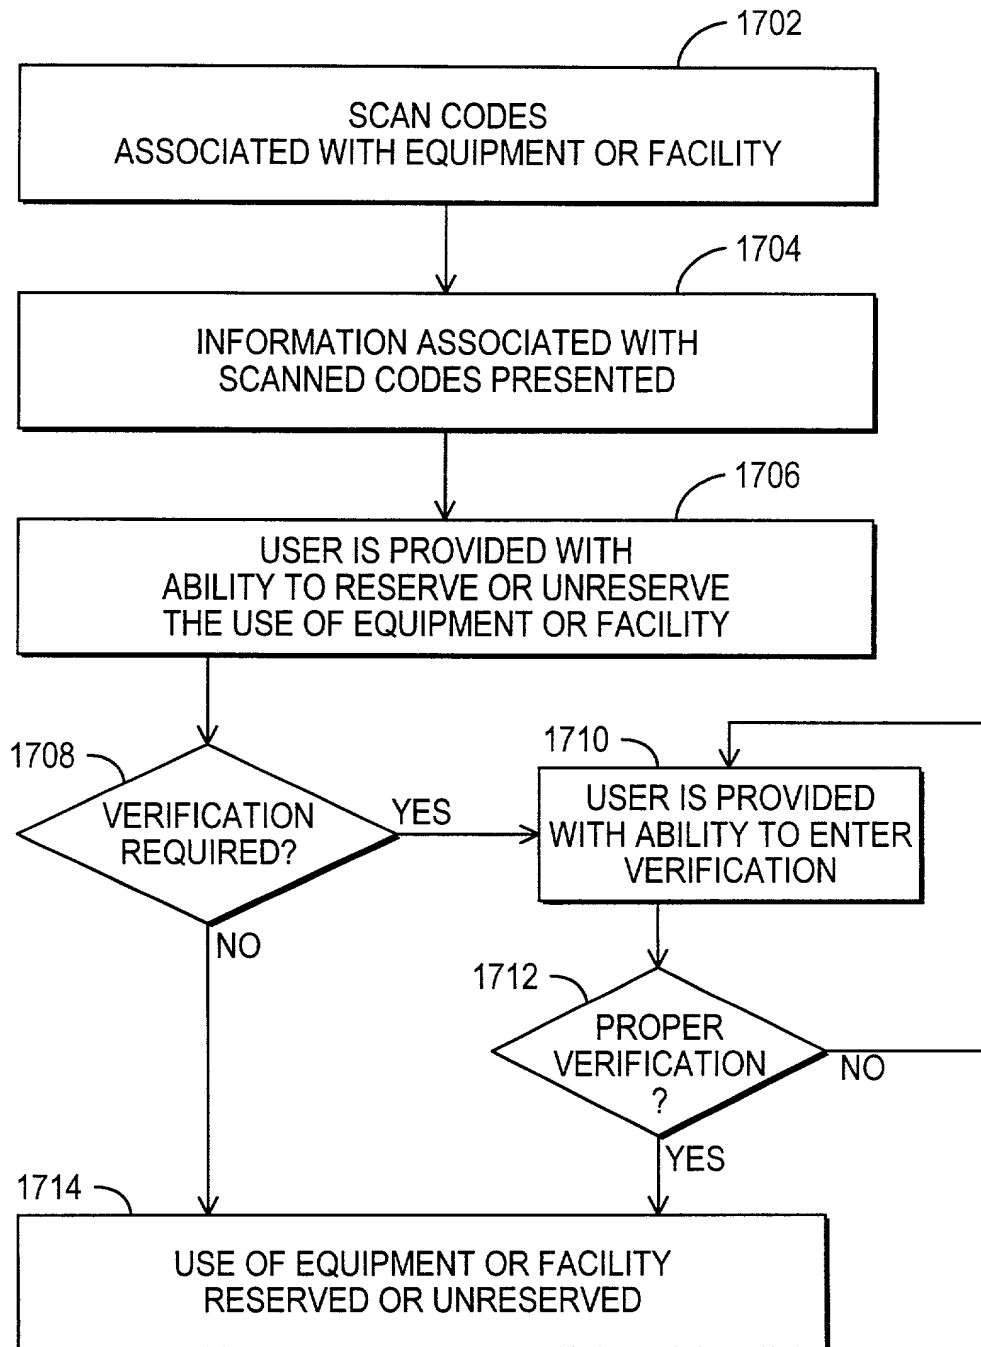 1702
SCAN CODES
ASSOCIATED WITH EQUIPMENT OR FACILITY
1704
INFORMATION ASSOCIATED WITH
SCANNED CODES PRESENTED
1706
USER IS PROVIDED WITH
ABILITY TO RESERVE OR UNRESERVE
THE USE OF EQUIPMENT OR FACILITY
1708
VERIFICATION
REQUIRED?
YES
NO
1710
USER IS PROVIDED
WITH ABILITY TO ENTER
VERIFICATION
1712
PROPER
VERIFICATION
?
NO
YES
1714
USE OF EQUIPMENT OR FACILITY
RESERVED OR UNRESERVED